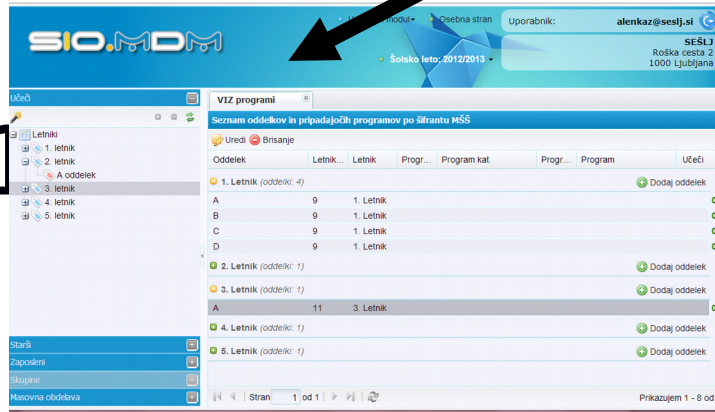 modul
Osebna stran
Uporabnik:
alenkaz@seslj.si
SIO.MDM
SEŠLJ
Roška cesta 2
1000 Ljubljana
Šolsko leto: 2012/2013
Učeči
VIZ programi
Seznam oddelkov in pripadajočih programov po šifrantu MŠŠ
Uredi Brisanje
Oddelek Letnik... Letnik Progr... Program kat. Progr... Program Učeči
Letniki
1. letnik
2. letnik
A oddelek
3. letnik
4. letnik
5. letnik
1. Letnik (oddelki: 4) Dodaj oddelek
A 9 1. Letnik
B 9 1. Letnik
C 9 1. Letnik
D 9 1. Letnik
2. Letnik (oddelki: 1) Dodaj oddelek
3. Letnik (oddelki: 1) Dodaj oddelek
A 11 3. Letnik
4. Letnik (oddelki: 1) Dodaj oddelek
5. Letnik (oddelki: 1) Dodaj oddelek
Starši
Zaposleni
Skupine
Masovna obdelava
Stran 1 od 1
Prikazujem 1 - 8 od